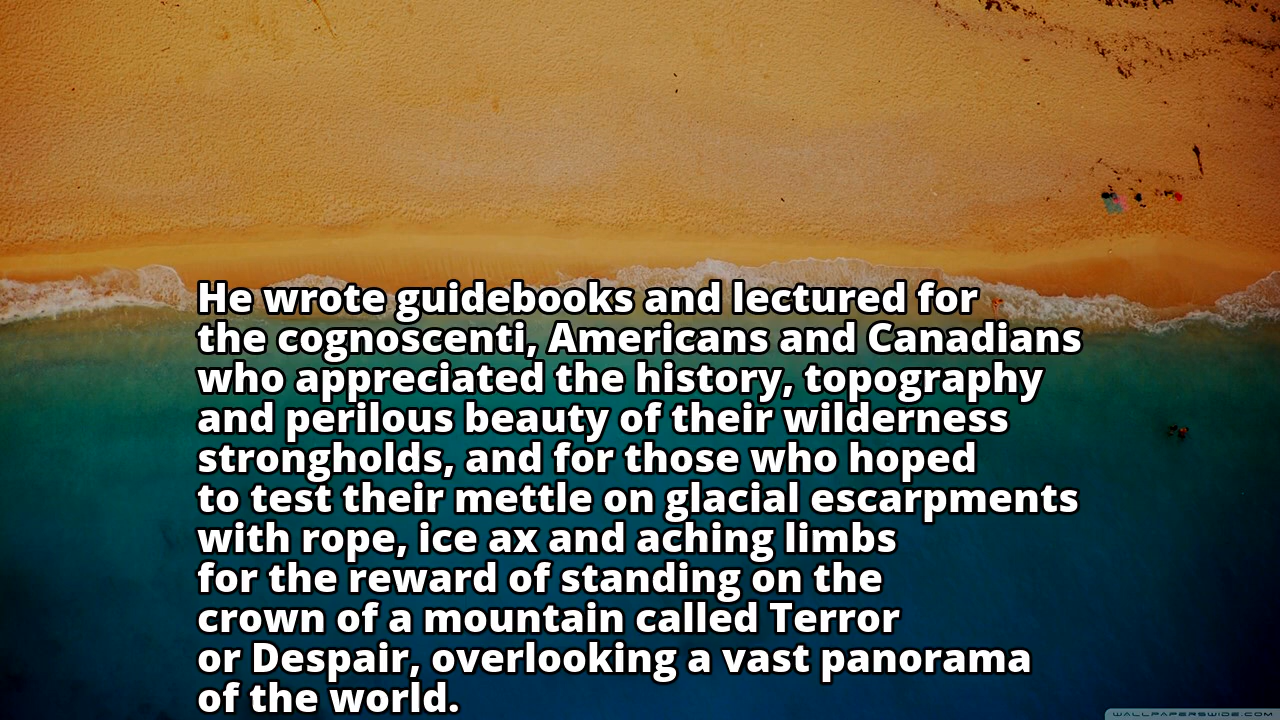 He wrote guidebooks and lectured for
the cognoscenti, Americans and Canadians
who appreciated the history, topography
and perilous beauty of their wilderness
strongholds, and for those who hoped
to test their mettle on glacial escarpments
with rope, ice ax and aching limbs
for the reward of standing on the
crown of a mountain called Terror
or Despair, overlooking a vast panorama
of the world.
WALLPAPERSWIDE.COM